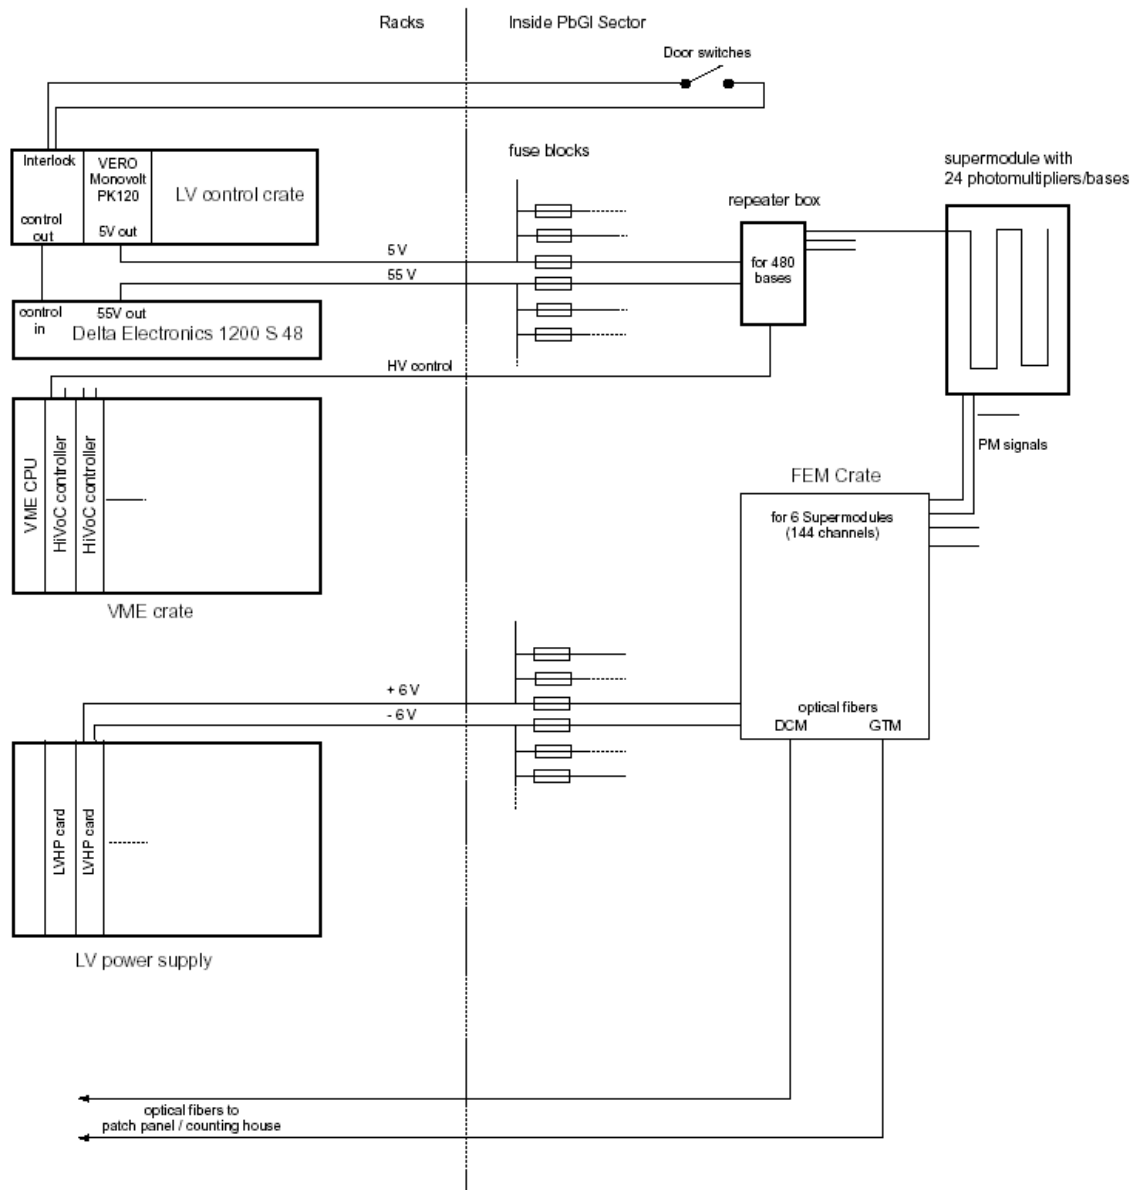 Racks
Inside PbGl Sector
Door switches
fuse blocks
supermodule with
24 photomultipliers/bases
Interlock
VERO
Monovolt
PK120
LV control crate
control
out
5V out
repeater box
5 V
55 V
for 480
bases
control
in
55V out
Delta Electronics 1200 S 48
HV control
VME CPU
HiVoC controller
HiVoC controller
VME crate
PM signals
FEM Crate
for 6 Supermodules
(144 channels)
+ 6 V
- 6 V
optical fibers
DCM
GTM
LVHP card
LVHP card
LV power supply
optical fibers to
patch panel / counting house